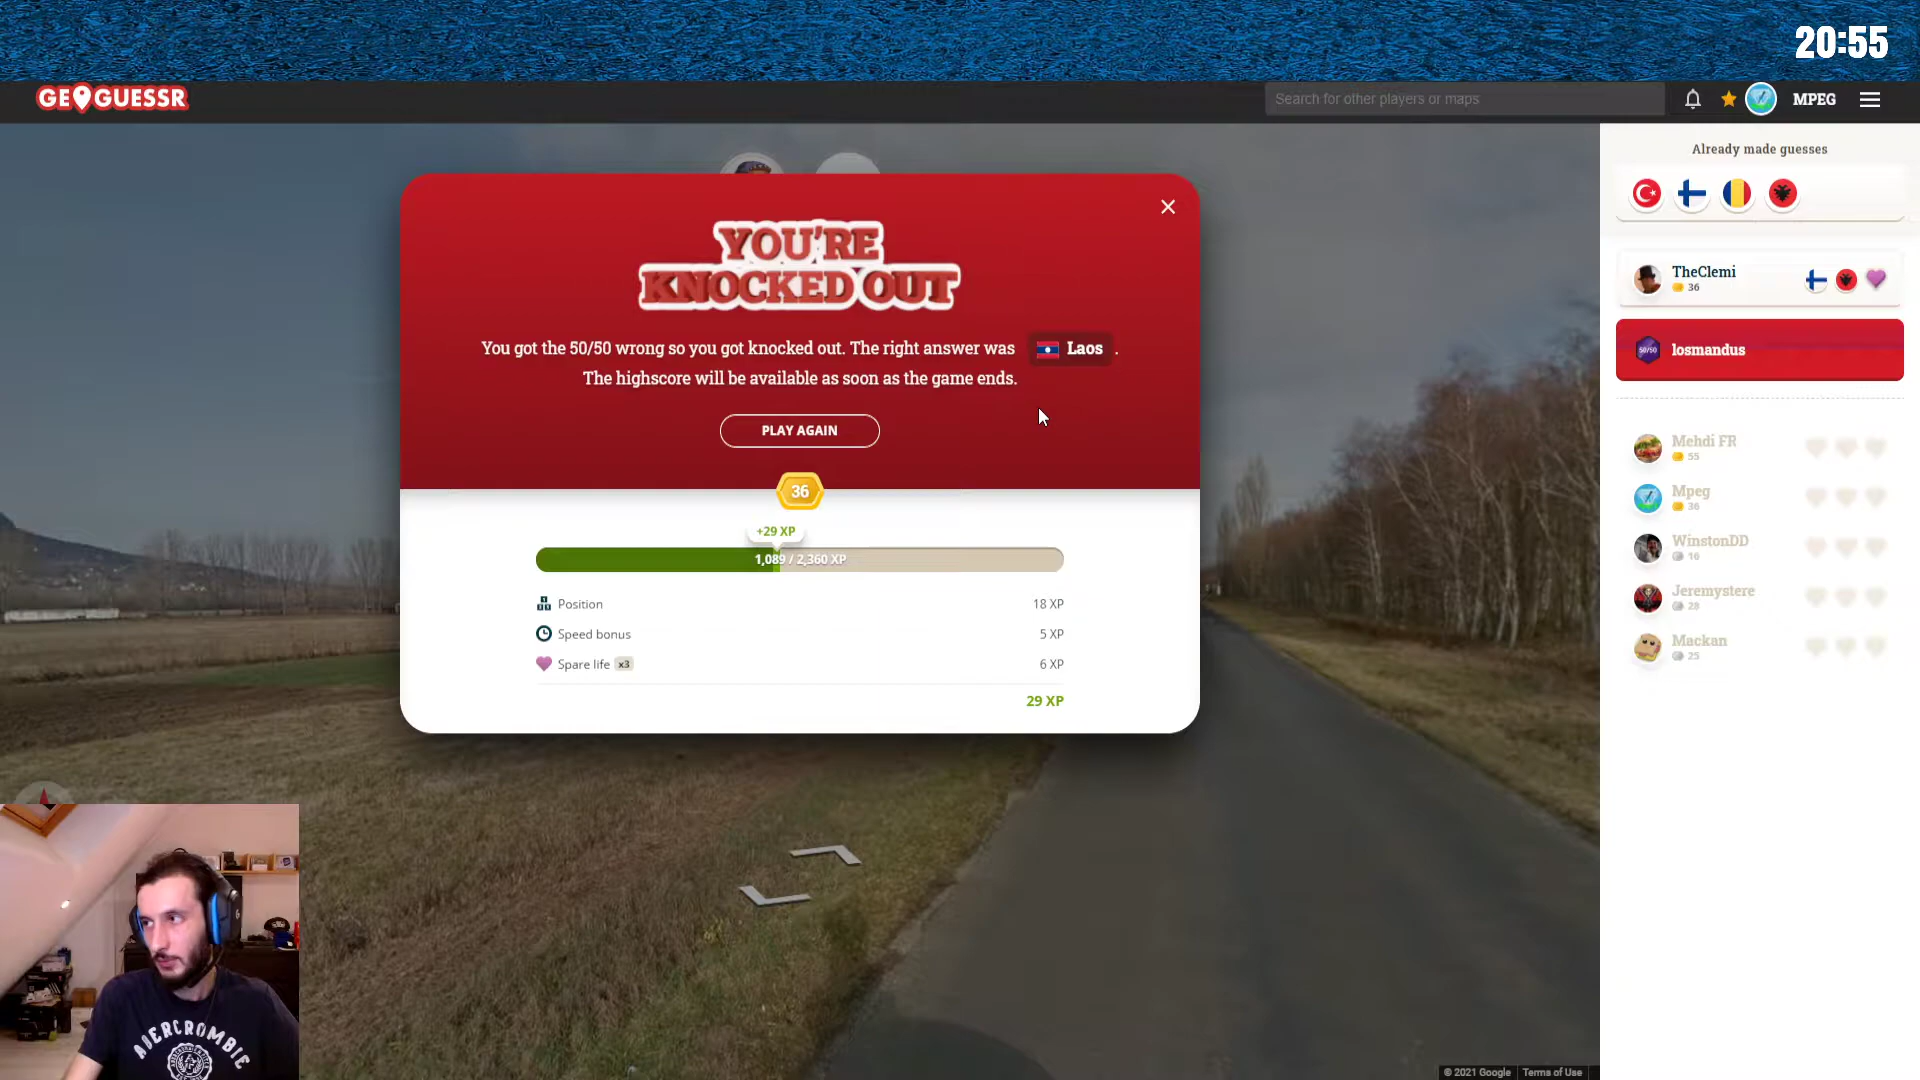 20:55
GEOGUESSR
Search for other players or maps
MPEG
Already made guesses
YOU'RE
KNOCKED OUT
You got the 50/50 wrong so you got knocked out. The right answer was Laos .
The highscore will be available as soon as the game ends.
PLAY AGAIN
36
+29 XP
1,089 / 2,360 XP
Position 18 XP
Speed bonus 5 XP
Spare life x3 6 XP
29 XP
TheClemi
36
50/50 losmandus
Mehdi FR
55
Mpeg
36
WinstonDD
16
Jeremystere
28
Mackan
25
ABERCROMBIE
© 2021 Google Terms of Use